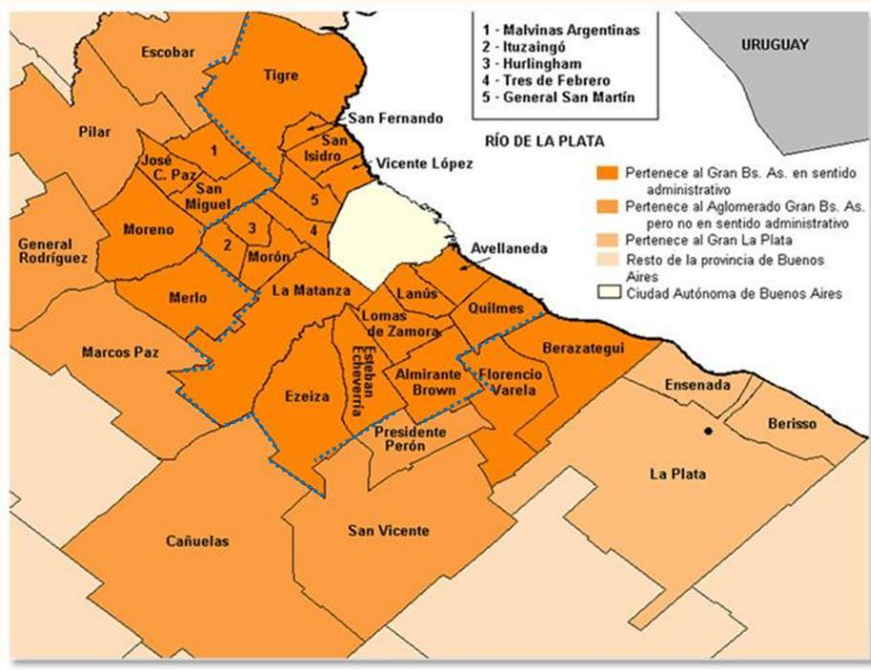 1 - Malvinas Argentinas
2 - Ituzaingó
3 - Hurlingham
4 - Tres de Febrero
5 - General San Martín
URUGUAY
RÍO DE LA PLATA
Pertenece al Gran Bs. As. en sentido
administrativo
Pertenece al Aglomerado Gran Bs. As.
pero no en sentido administrativo
Pertenece al Gran La Plata
Resto de la provincia de Buenos
Aires
Ciudad Autónoma de Buenos Aires
Escobar
Tigre
San Fernando
Pilar
San
Isidro
José
C. Paz
1
Vicente López
San
Miguel
5
Moreno
3
4
2
General
Rodríguez
Morón
Avellaneda
Merlo
La Matanza
Lanús
Quilmes
Lomas
de Zamora
Marcos Paz
Esteban
Echeverría
Berazategui
Almirante
Brown
Florencio
Varela
Ezeiza
Ensenada
Berisso
Presidente
Perón
La Plata
San Vicente
Cañuelas